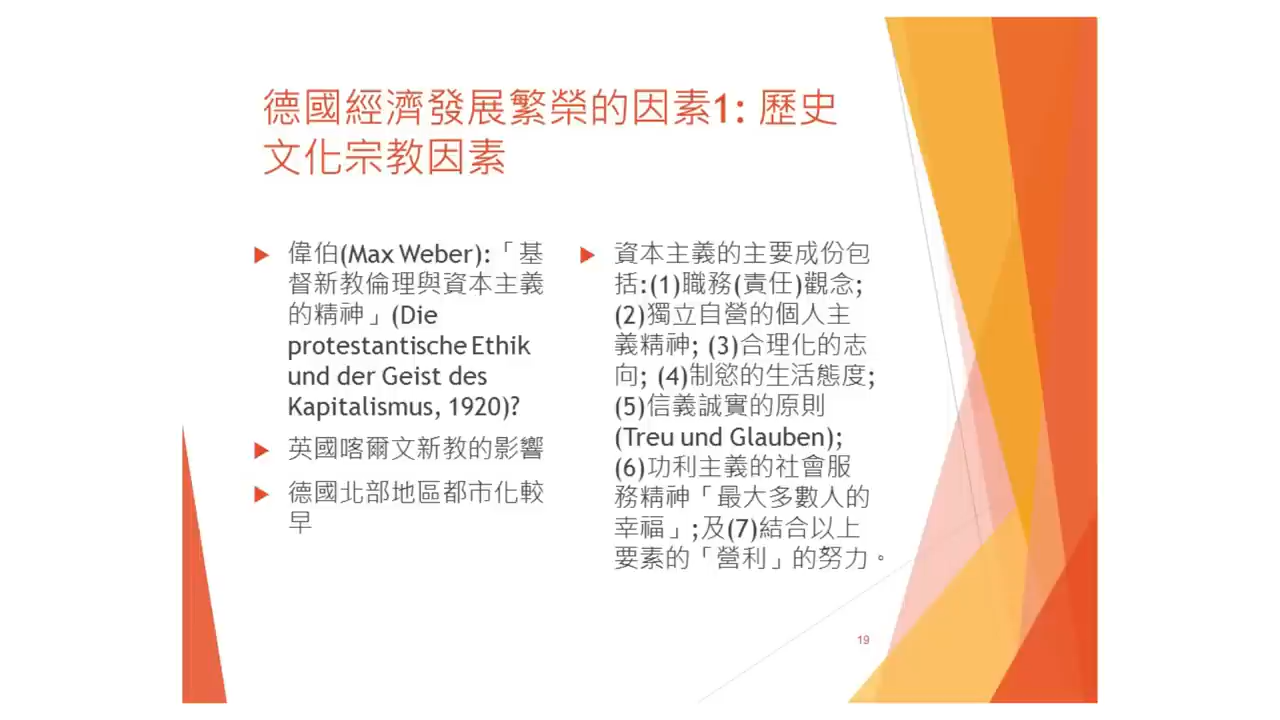 德國經濟發展繁榮的因素1: 歷史
文化宗教因素
偉伯(Max Weber):「基
督新教倫理與資本主義
的精神」(Die
protestantische Ethik
und der Geist des
Kapitalismus, 1920)?
英國喀爾文新教的影響
德國北部地區都市化較
早
資本主義的主要成份包
括:(1)職務(責任)觀念;
(2)獨立自營的個人主
義精神; (3)合理化的志
向; (4)制慾的生活態度;
(5)信義誠實的原則
(Treu und Glauben);
(6)功利主義的社會服
務精神「最大多數人的
幸福」;及(7)結合以上
要素的「營利」的努力。
19